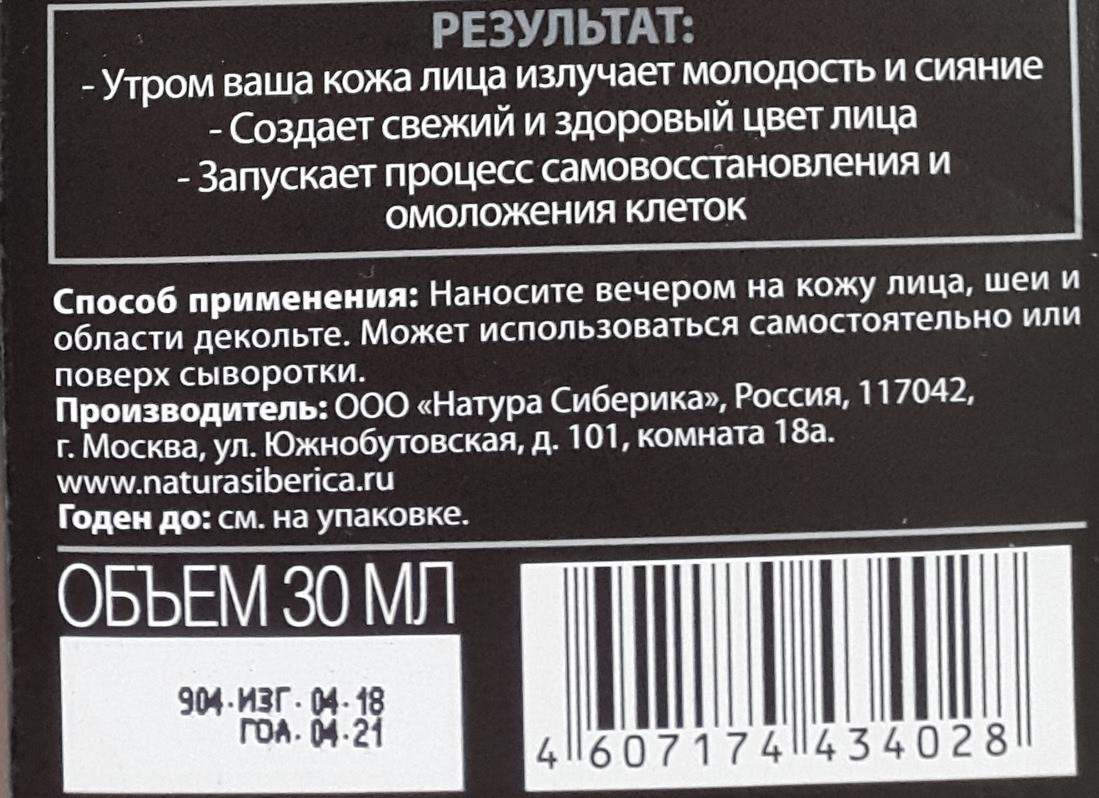 РЕЗУЛЬТАТ:
- Утром ваша кожа лица излучает молодость и сияние
- Создает свежий и здоровый цвет лица
- Запускает процесс самовосстановления и
омоложения клеток
Способ применения: Наносите вечером на кожу лица, шеи и
области декольте. Может использоваться самостоятельно или
поверх сыворотки.
Производитель: ООО «Натура Сиберика», Россия, 117042,
г. Москва, ул. Южнобутовская, д. 101, комната 18а.
www.naturasiberica.ru
Годен до: см. на упаковке.
ОБЪЕМ 30 МЛ
904·ИЗГ· 04·18
ГОД· 04·21
4 607174 434028